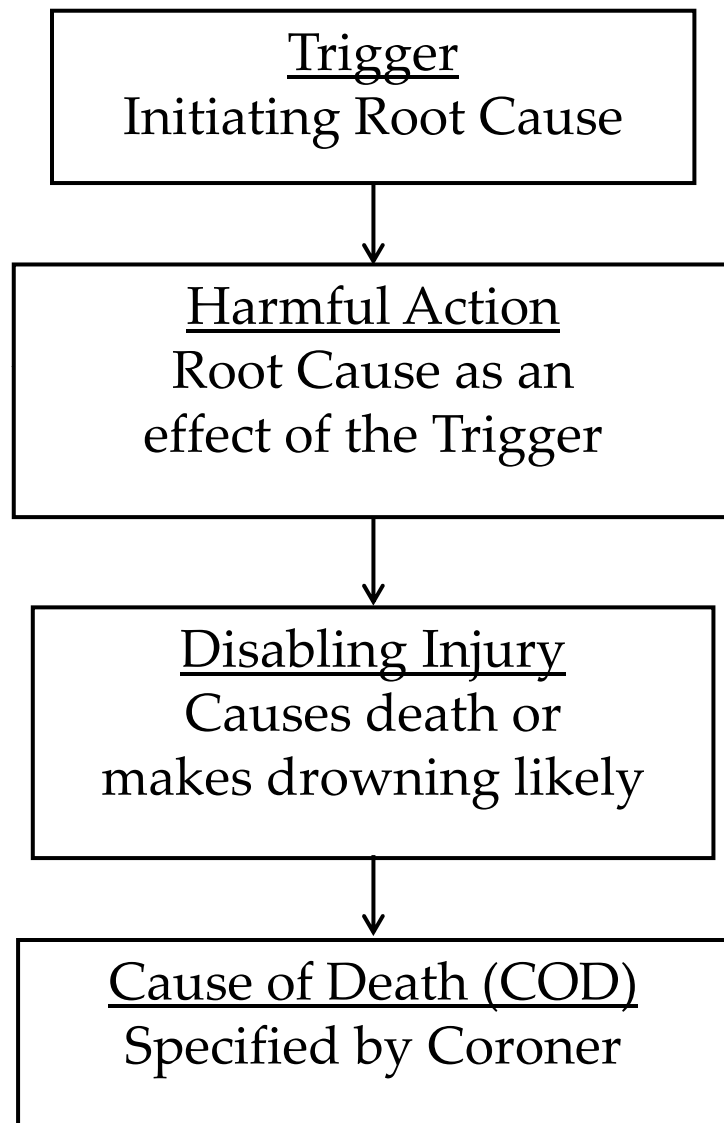 Trigger
Initiating Root Cause
Harmful Action
Root Cause as an
effect of the Trigger
Disabling Injury
Causes death or
makes drowning likely
Cause of Death (COD)
Specified by Coroner